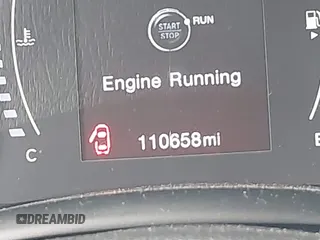 START
STOP
RUN
Engine Running
110658mi
C
E
DREAMBID